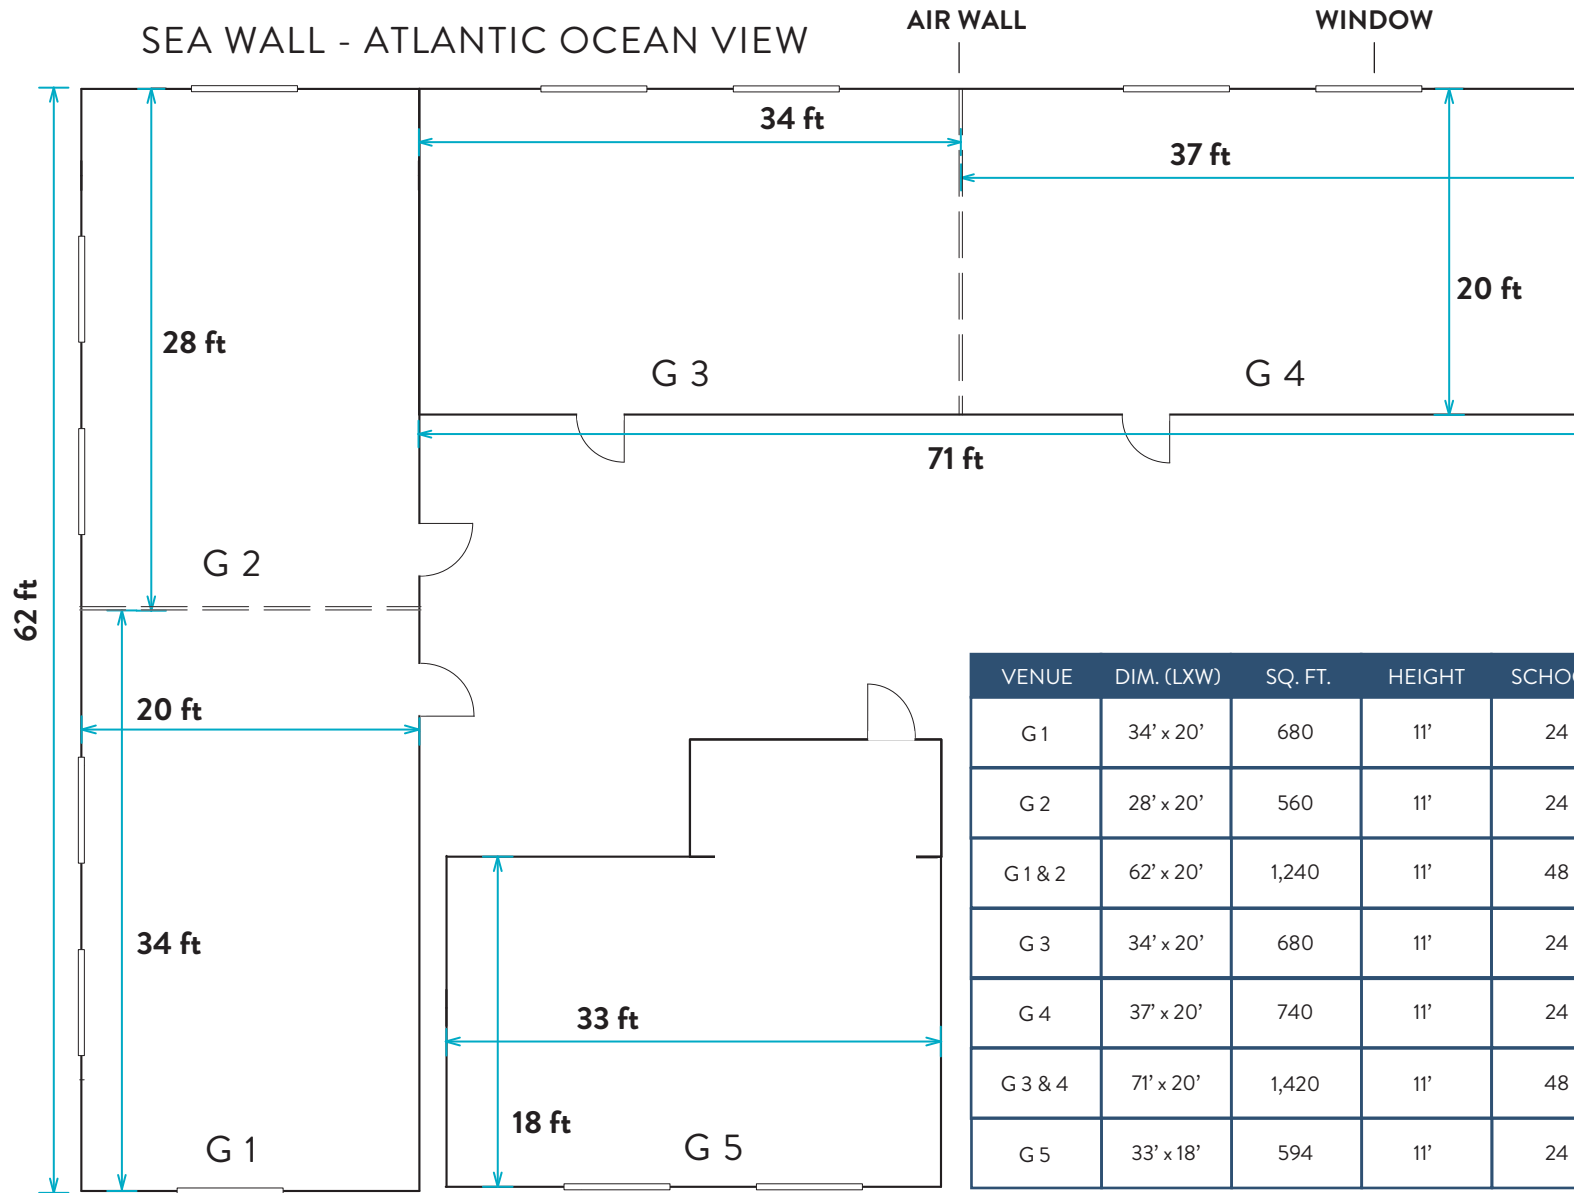 SEA WALL - ATLANTIC OCEAN VIEW
AIR WALL
WINDOW
34 ft
37 ft
28 ft
20 ft
G 3
G 4
71 ft
G 2
62 ft
20 ft
34 ft
33 ft
18 ft
G 1
G 5
VENUE DIM. (LXW) SQ. FT. HEIGHT SCHOO
G 1 34’ x 20’ 680 11’ 24
G 2 28’ x 20’ 560 11’ 24
G 1 & 2 62’ x 20’ 1,240 11’ 48
G 3 34’ x 20’ 680 11’ 24
G 4 37’ x 20’ 740 11’ 24
G 3 & 4 71’ x 20’ 1,420 11’ 48
G 5 33’ x 18’ 594 11’ 24